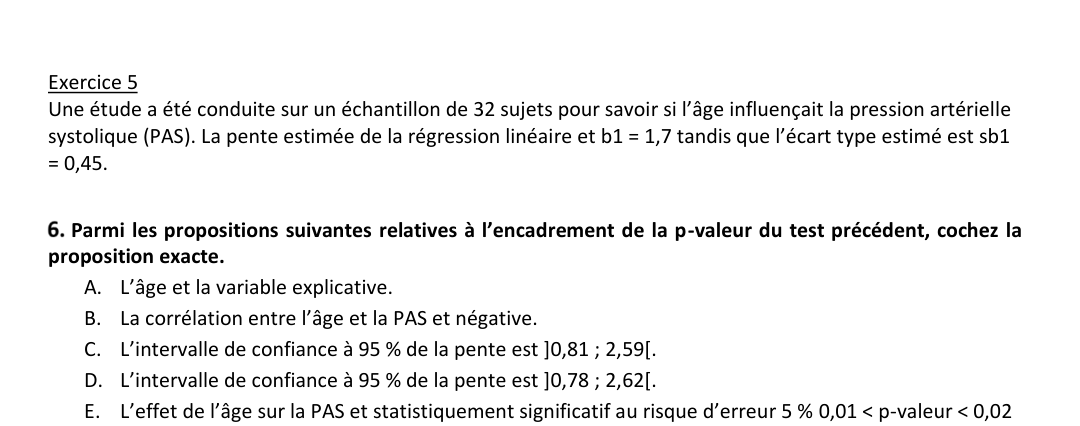 Exercice 5
Une étude a été conduite sur un échantillon de 32 sujets pour savoir si l’âge influençait la pression artérielle
systolique (PAS). La pente estimée de la régression linéaire et b1 = 1,7 tandis que l’écart type estimé est sb1
= 0,45.
6. Parmi les propositions suivantes relatives à l’encadrement de la p-valeur du test précédent, cochez la
proposition exacte.
A. L’âge et la variable explicative.
B. La corrélation entre l’âge et la PAS et négative.
C. L’intervalle de confiance à 95 % de la pente est ]0,81 ; 2,59[.
D. L’intervalle de confiance à 95 % de la pente est ]0,78 ; 2,62[.
E. L’effet de l’âge sur la PAS et statistiquement significatif au risque d’erreur 5 % 0,01 < p-valeur < 0,02